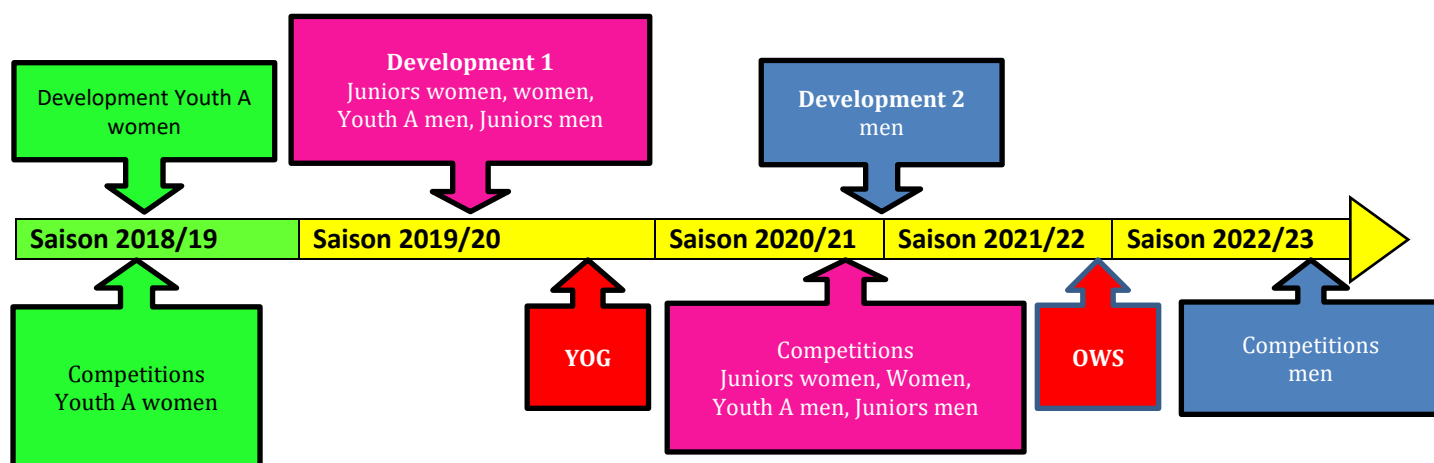 Development Youth A
women
Development 1
Juniors women, women,
Youth A men, Juniors men
Development 2
men
Saison 2018/19
Saison 2019/20
Saison 2020/21
Saison 2021/22
Saison 2022/23
Competitions
Youth A women
YOG
Competitions
Juniors women, Women,
Youth A men, Juniors men
OWS
Competitions
men